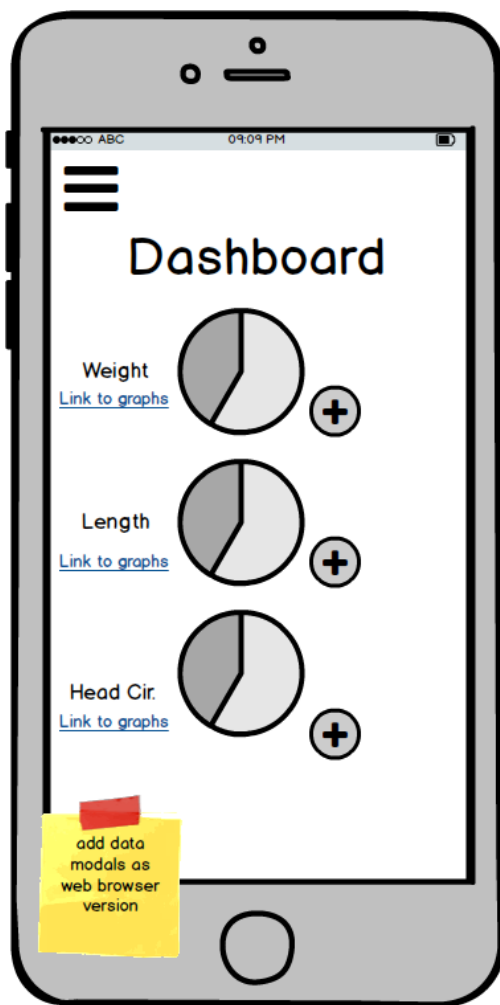 ABC 09:09 PM
Dashboard
Weight
Link to graphs
Length
Link to graphs
Head Cir.
Link to graphs
add data
modals as
web browser
version